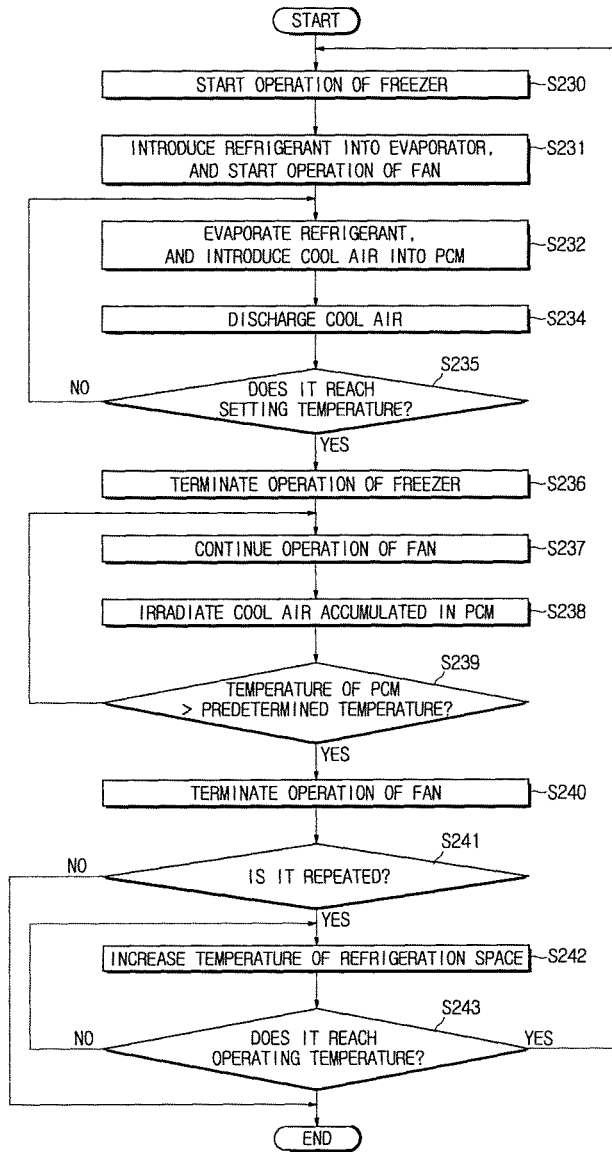 START
START OPERATION OF FREEZER
S230
INTRODUCE REFRIGERANT INTO EVAPORATOR,
AND START OPERATION OF FAN
S231
EVAPORATE REFRIGERANT,
AND INTRODUCE COOL AIR INTO PCM
S232
DISCHARGE COOL AIR
S234
S235
NO
DOES IT REACH
SETTING TEMPERATURE?
YES
TERMINATE OPERATION OF FREEZER
S236
CONTINUE OPERATION OF FAN
S237
IRRADIATE COOL AIR ACCUMULATED IN PCM
S238
S239
TEMPERATURE OF PCM
> PREDETERMINED TEMPERATURE?
YES
TERMINATE OPERATION OF FAN
S240
S241
NO
IS IT REPEATED?
YES
INCREASE TEMPERATURE OF REFRIGERATION SPACE
S242
S243
NO
DOES IT REACH
OPERATING TEMPERATURE?
YES
END